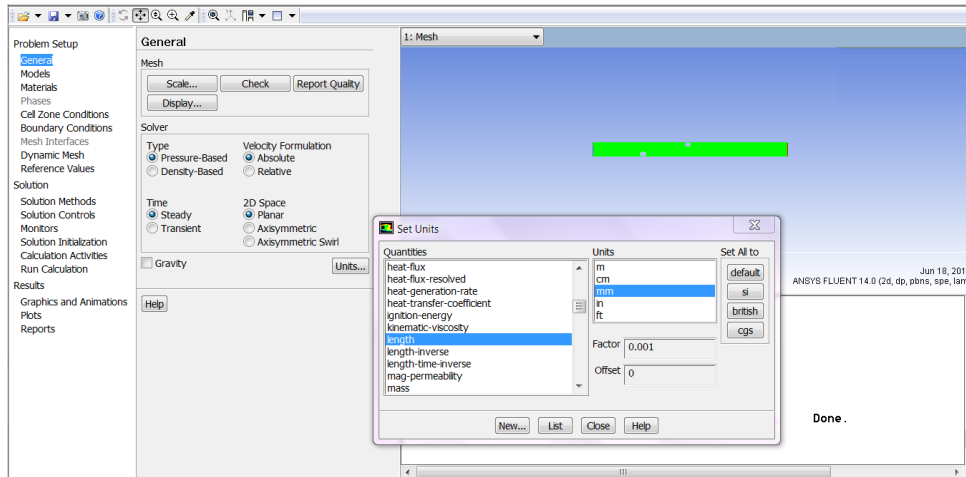 1: Mesh
Problem Setup
General
Models
Materials
Phases
Cell Zone Conditions
Boundary Conditions
Mesh Interfaces
Dynamic Mesh
Reference Values
Solution
Solution Methods
Solution Controls
Monitors
Solution Initialization
Calculation Activities
Run Calculation
Results
Graphics and Animations
Plots
Reports
General
Mesh
Scale... Check Report Quality
Display...
Solver
Type Velocity Formulation
Pressure-Based Absolute
Density-Based Relative
Time 2D Space
Steady Planar
Transient Axisymmetric
Axisymmetric Swirl
Gravity Units...
Help
Set Units
Quantities Units Set All to
heat-flux
heat-flux-resolved
heat-generation-rate
heat-transfer-coefficient
ignition-energy
kinematic-viscosity
length
length-inverse
length-time-inverse
mag-permeability
mass
m
cm
mm
in
ft
Factor 0.001
Offset 0
default
si
british
cgs
New... List Close Help
Jun 18, 201
ANSYS FLUENT 14.0 (2d, dp, pbns, spe, lam
Done.